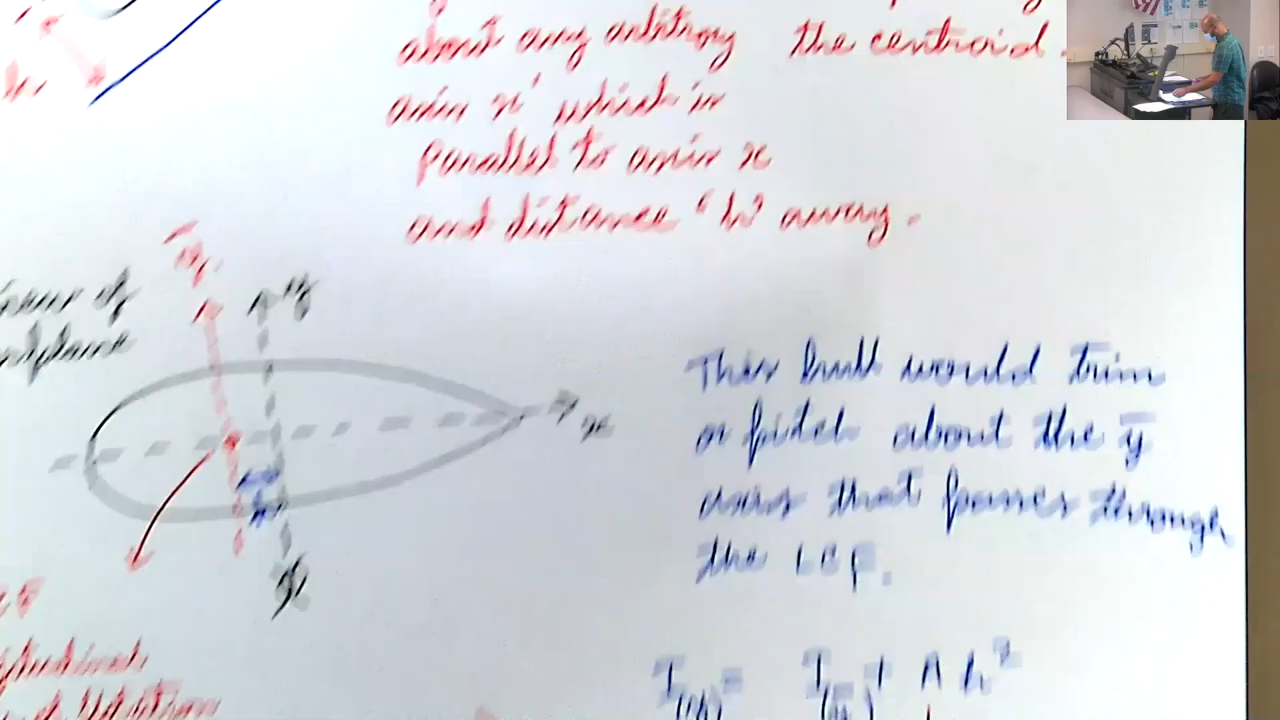 about any arbitrary the centroid.
axis x' which is
parallel to axis x
and distance "h" away.
ȳ
y
x
h
This hull would trim
or pitch about the ȳ
axis that passes through
the LCF.
I(y) = I(ȳ) + A h²